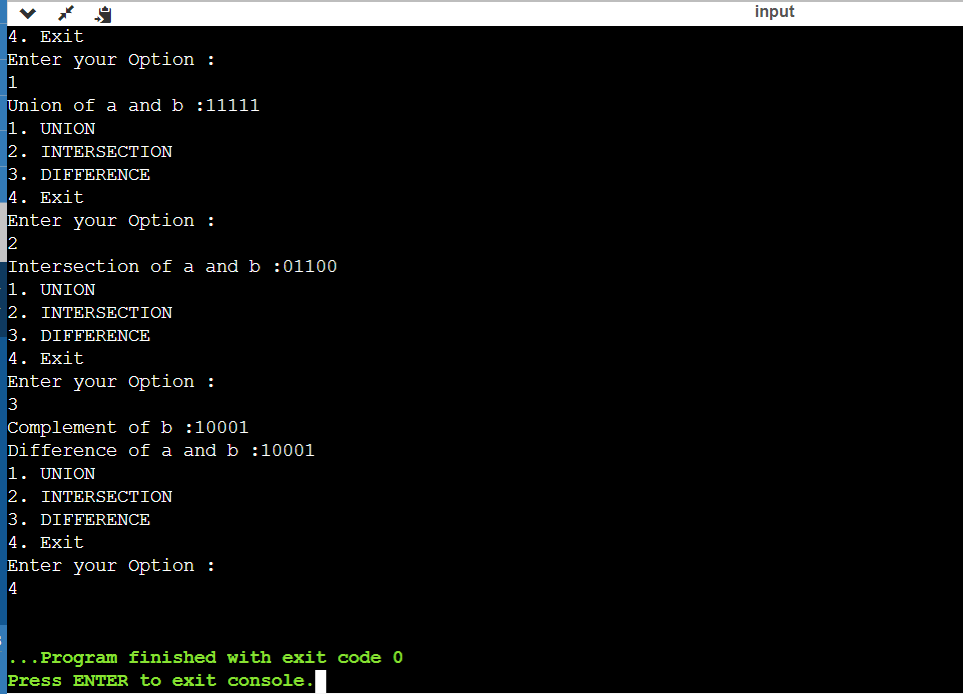 input
4. Exit
Enter your Option :
1
Union of a and b :11111
1. UNION
2. INTERSECTION
3. DIFFERENCE
4. Exit
Enter your Option :
2
Intersection of a and b :01100
1. UNION
2. INTERSECTION
3. DIFFERENCE
4. Exit
Enter your Option :
3
Complement of b :10001
Difference of a and b :10001
1. UNION
2. INTERSECTION
3. DIFFERENCE
4. Exit
Enter your Option :
4
...Program finished with exit code 0
Press ENTER to exit console.